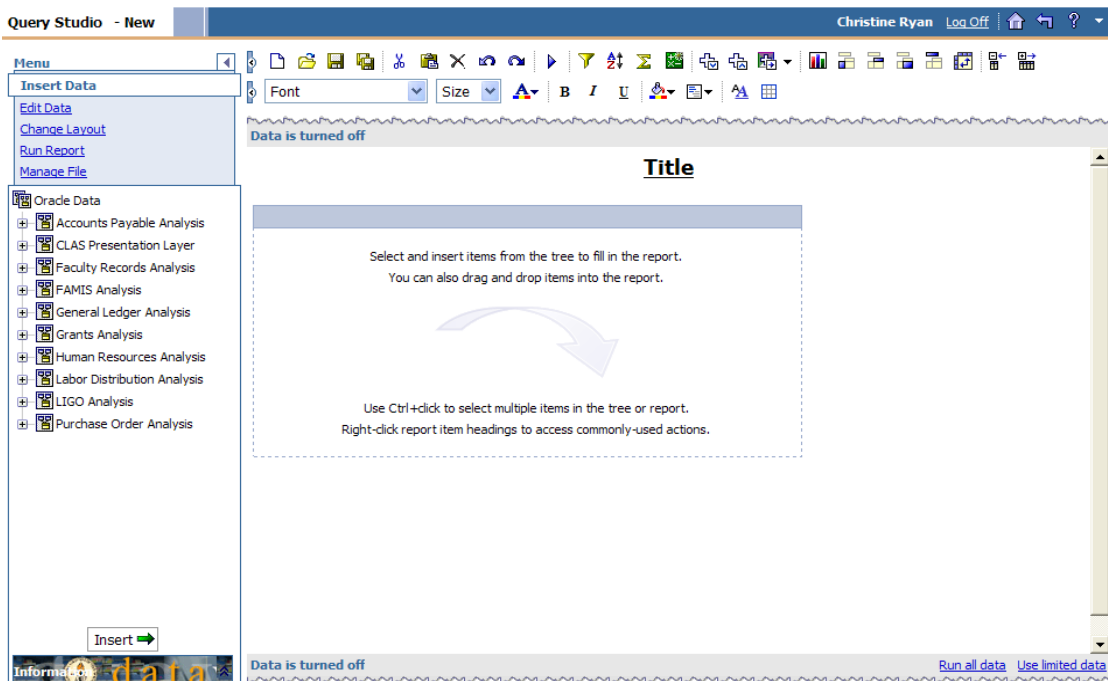 Query Studio - New
Christine Ryan Log Off ?
Menu
Insert Data
Edit Data
Change Layout
Run Report
Manage File
Font Size A B I U
Data is turned off
Title
Oracle Data
Accounts Payable Analysis
CLAS Presentation Layer
Faculty Records Analysis
FAMIS Analysis
General Ledger Analysis
Grants Analysis
Human Resources Analysis
Labor Distribution Analysis
LIGO Analysis
Purchase Order Analysis
Select and insert items from the tree to fill in the report.
You can also drag and drop items into the report.
Use Ctrl+click to select multiple items in the tree or report.
Right-click report item headings to access commonly-used actions.
Insert
Information data
Data is turned off
Run all data Use limited data